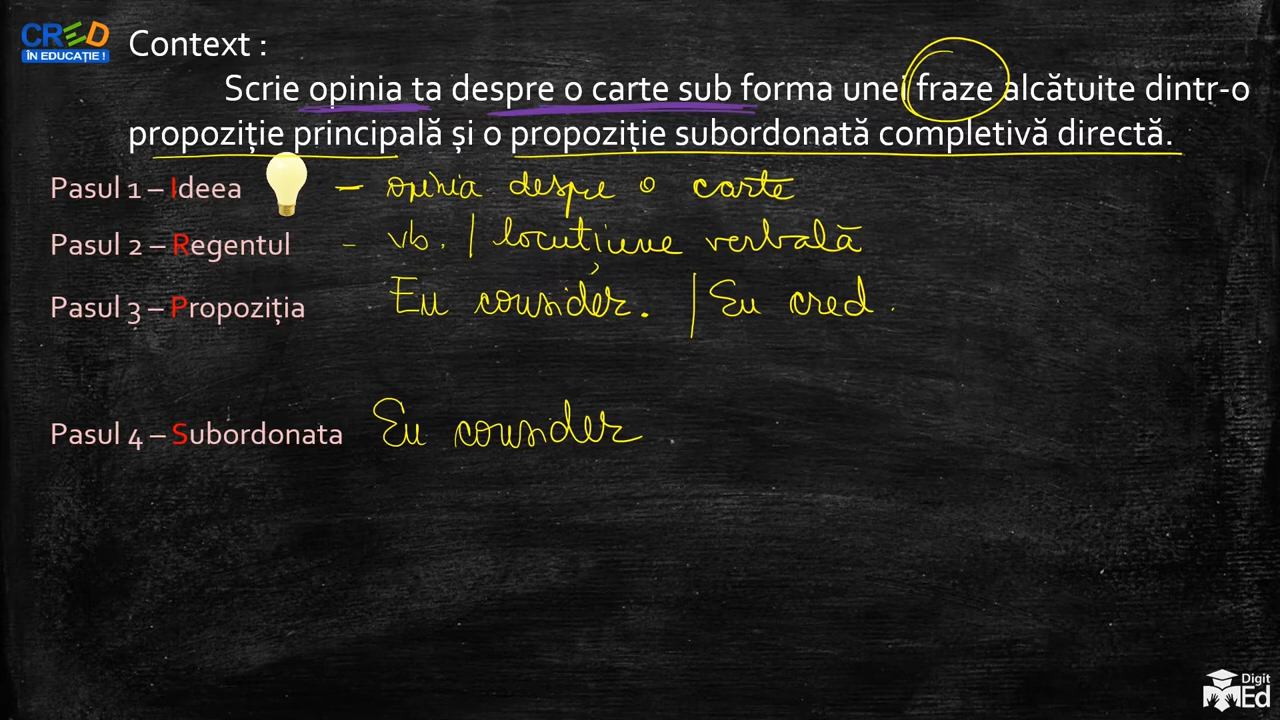 CRED
ÎN EDUCAȚIE !
Context :
Scrie opinia ta despre o carte sub forma unei fraze alcătuite dintr-o
propoziție principală și o propoziție subordonată completivă directă.
Pasul 1 – Ideea – opinia despre o carte
Pasul 2 – Regentul - vb. | locuțiune verbală
Pasul 3 – Propoziția Eu consider. | Eu cred.
Pasul 4 – Subordonata Eu consider
Digit
Ed